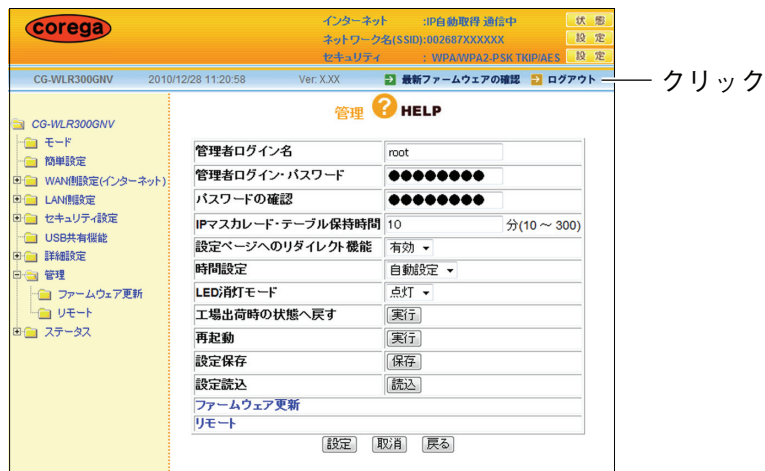 corega
インターネット :IP自動取得 通信中 状 態
ネットワーク名(SSID):002687XXXXXX 設 定
セキュリティ : WPA/WPA2-PSK TKIP/AES 設 定
CG-WLR300GNV 2010/12/28 11:20:58 Ver: X.XX 最新ファームウェアの確認 ログアウト クリック
管理 ? HELP
CG-WLR300GNV
モード
簡単設定
WAN側設定(インターネット)
LAN側設定
セキュリティ設定
USB共有機能
詳細設定
管理
ファームウェア更新
リモート
ステータス
管理者ログイン名 root
管理者ログイン・パスワード ●●●●●●●●
パスワードの確認 ●●●●●●●●
IPマスカレード・テーブル保持時間 10 分(10 ~ 300)
設定ページへのリダイレクト機能 有効
時間設定 自動設定
LED消灯モード 点灯
工場出荷時の状態へ戻す 実行
再起動 実行
設定保存 保存
設定読込 読込
ファームウェア更新
リモート
設定 取消 戻る